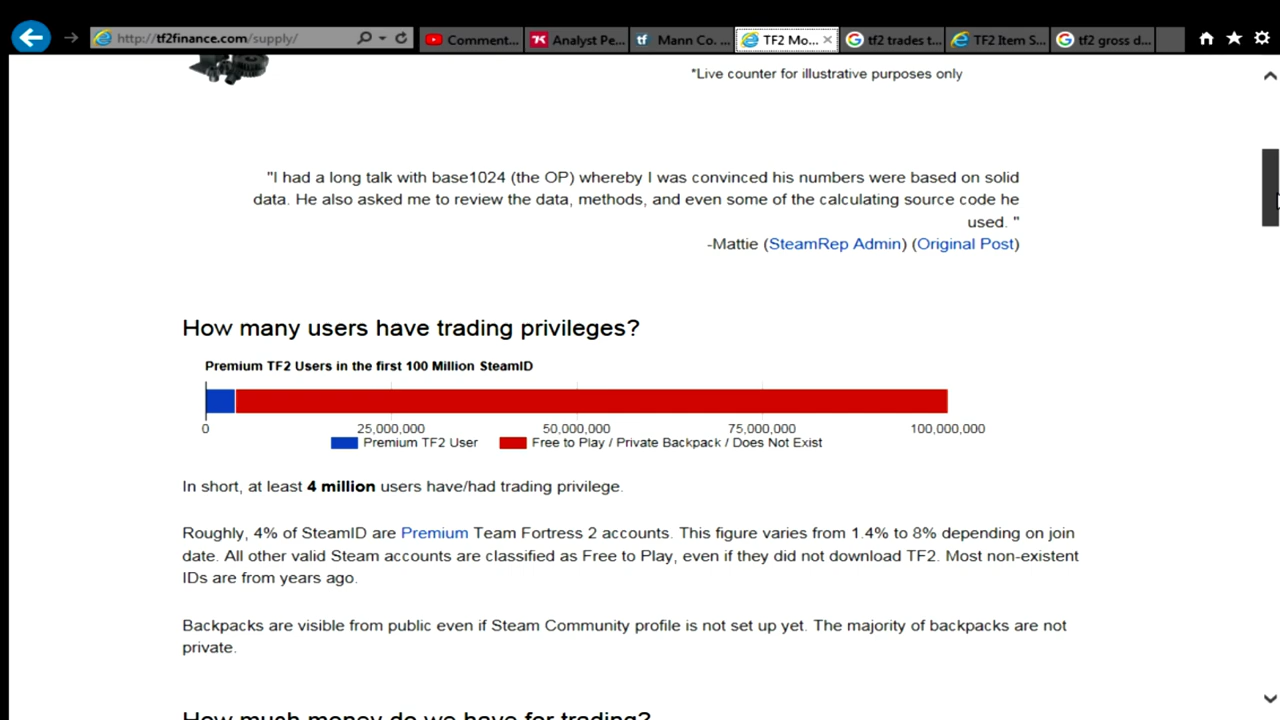 http://tf2finance.com/supply/
Comment...
Analyst Pe...
Mann Co. ...
TF2 Mo...
tf2 trades t...
TF2 Item S...
tf2 gross d...
*Live counter for illustrative purposes only
"I had a long talk with base1024 (the OP) whereby I was convinced his numbers were based on solid
data. He also asked me to review the data, methods, and even some of the calculating source code he
used. "
-Mattie (SteamRep Admin) (Original Post)
How many users have trading privileges?
Premium TF2 Users in the first 100 Million SteamID
0 25,000,000 50,000,000 75,000,000 100,000,000
Premium TF2 User Free to Play / Private Backpack / Does Not Exist
In short, at least 4 million users have/had trading privilege.
Roughly, 4% of SteamID are Premium Team Fortress 2 accounts. This figure varies from 1.4% to 8% depending on join
date. All other valid Steam accounts are classified as Free to Play, even if they did not download TF2. Most non-existent
IDs are from years ago.
Backpacks are visible from public even if Steam Community profile is not set up yet. The majority of backpacks are not
private.
How much money do we have for trading?